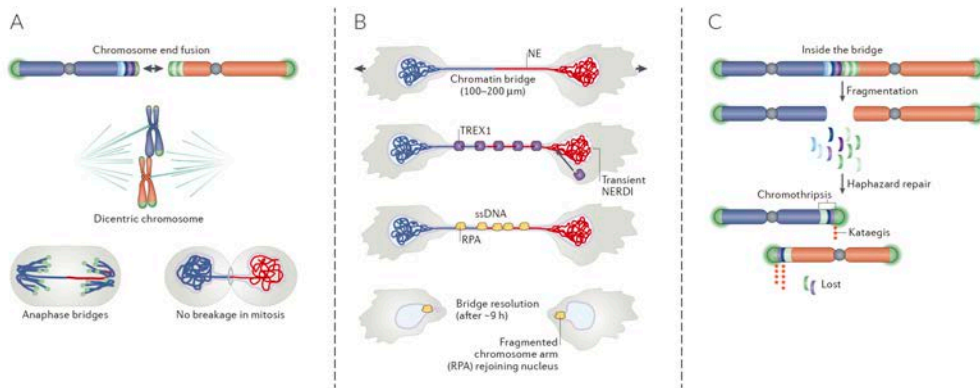 A
Chromosome end fusion
Dicentric chromosome
Anaphase bridges
No breakage in mitosis
B
NE
Chromatin bridge
(100–200 μm)
TREX1
Transient
NERDI
ssDNA
RPA
Bridge resolution
(after ~9 h)
Fragmented
chromosome arm
(RPA) rejoining nucleus
C
Inside the bridge
Fragmentation
Haphazard repair
Chromothripsis
Kataegis
Lost